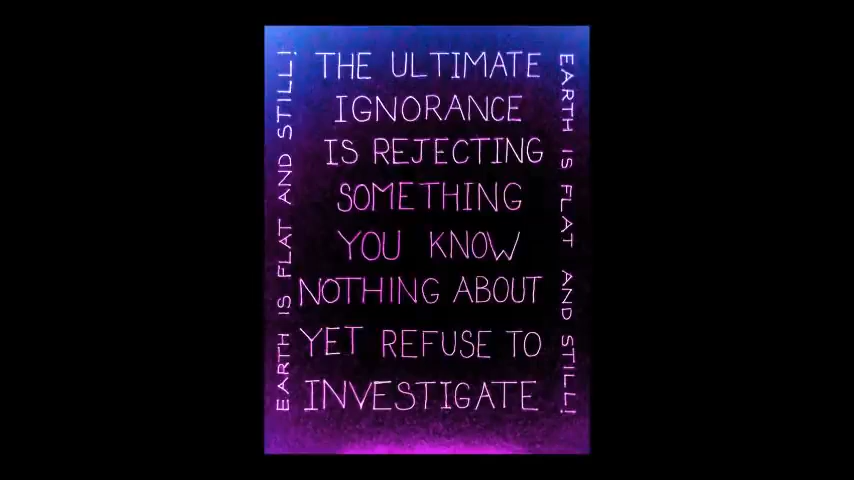 THE ULTIMATE
IGNORANCE
IS REJECTING
SOMETHING
YOU KNOW
NOTHING ABOUT
YET REFUSE TO
INVESTIGATE
EARTH IS FLAT AND STILL!
EARTH IS FLAT AND STILL!